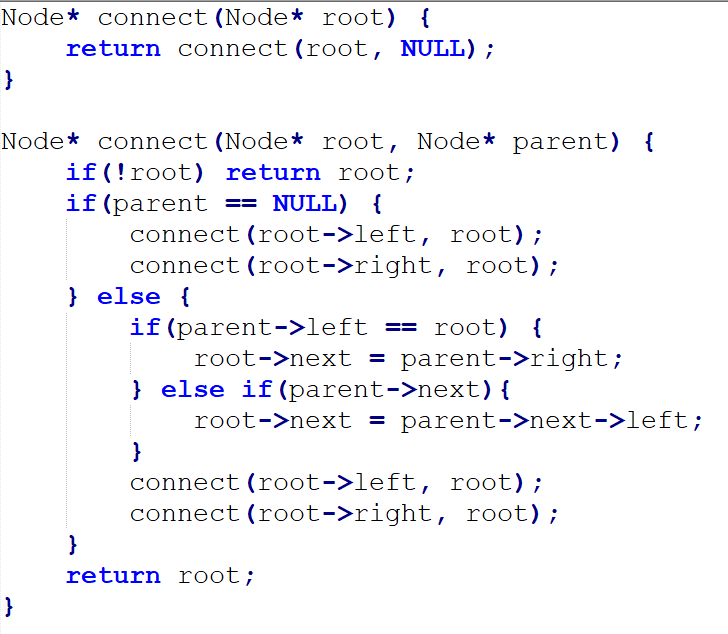 Node* connect(Node* root) {
    return connect(root, NULL);
}

Node* connect(Node* root, Node* parent) {
    if(!root) return root;
    if(parent == NULL) {
        connect(root->left, root);
        connect(root->right, root);
    } else {
        if(parent->left == root) {
            root->next = parent->right;
        } else if(parent->next){
            root->next = parent->next->left;
        }
        connect(root->left, root);
        connect(root->right, root);
    }
    return root;
}